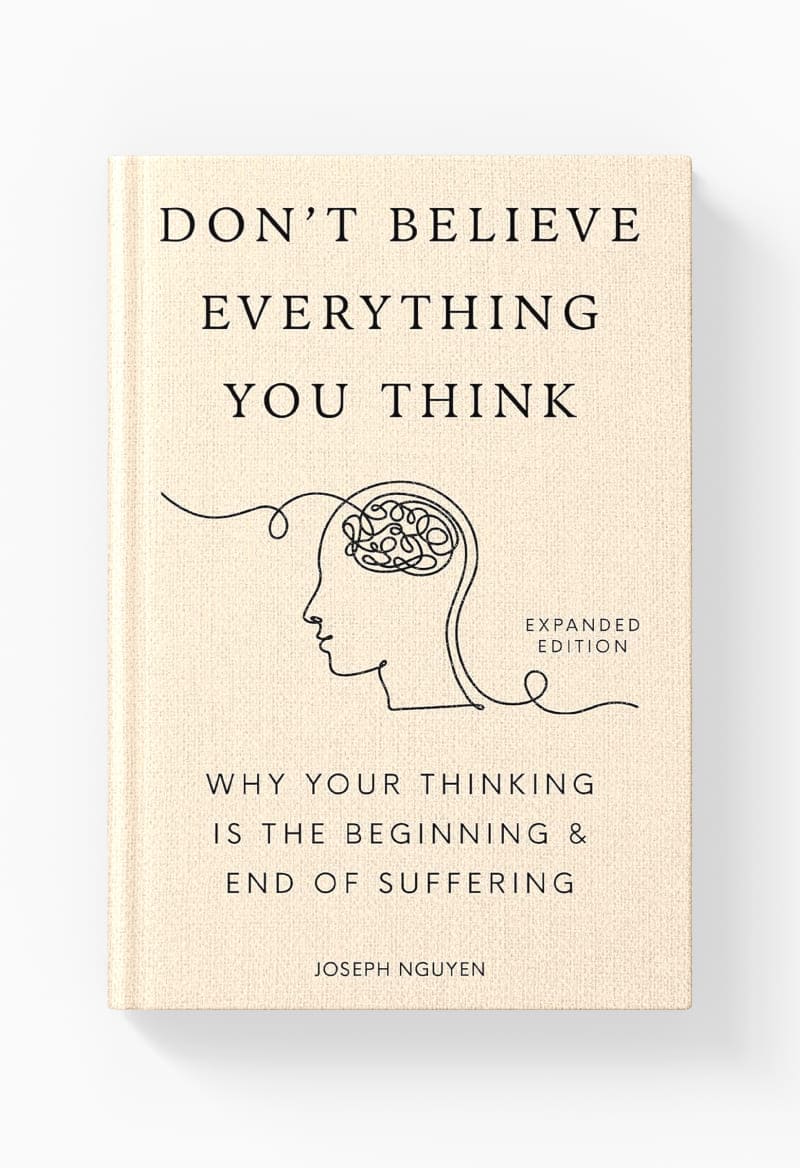 DON’T BELIEVE
EVERYTHING
YOU THINK
EXPANDED
EDITION
WHY YOUR THINKING
IS THE BEGINNING &
END OF SUFFERING
JOSEPH NGUYEN